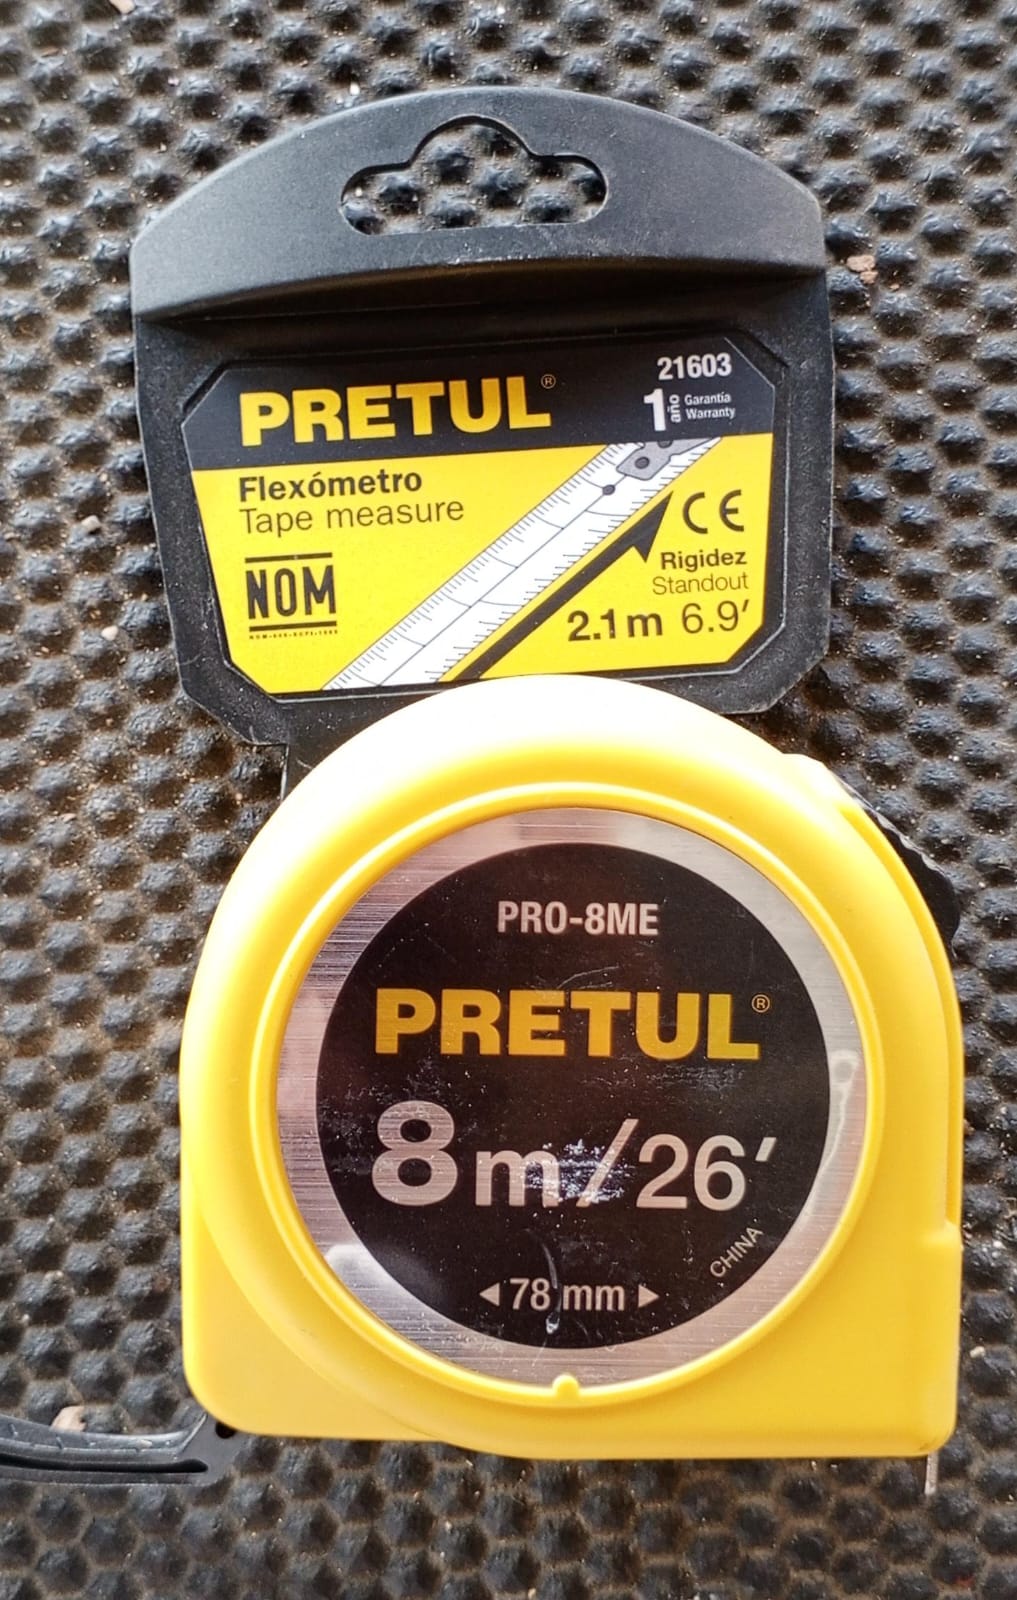 PRETUL®
21603
1 año Garantía
Warranty
Flexómetro
Tape measure
NOM
CE
Rigidez
Standout
2.1 m 6.9'
PRO-8ME
PRETUL®
8 m/26'
CHINA
◄78 mm►